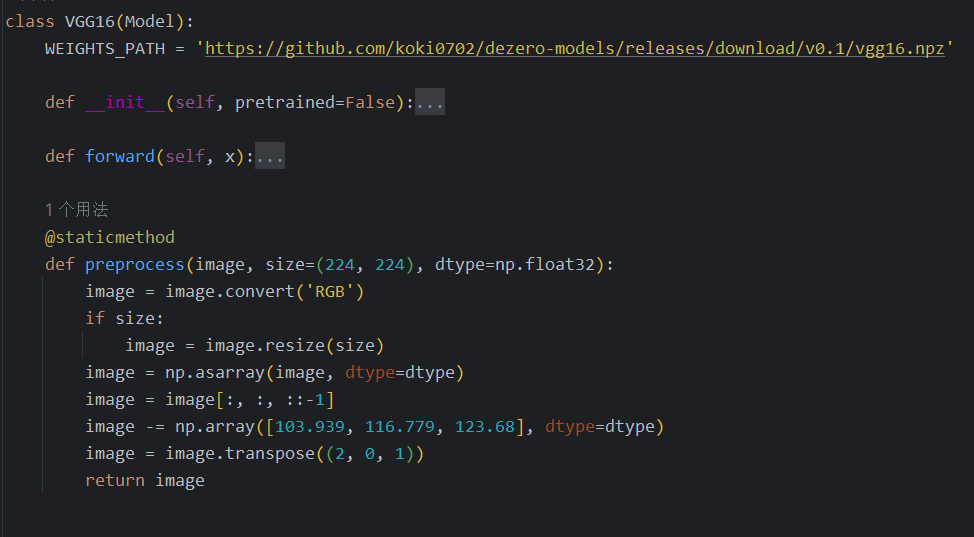 class VGG16(Model):
    WEIGHTS_PATH = 'https://github.com/koki0702/dezero-models/releases/download/v0.1/vgg16.npz'
    def __init__(self, pretrained=False):...
    def forward(self, x):...
    1 个用法
    @staticmethod
    def preprocess(image, size=(224, 224), dtype=np.float32):
        image = image.convert('RGB')
        if size:
            image = image.resize(size)
        image = np.asarray(image, dtype=dtype)
        image = image[:, :, ::-1]
        image -= np.array([103.939, 116.779, 123.68], dtype=dtype)
        image = image.transpose((2, 0, 1))
        return image